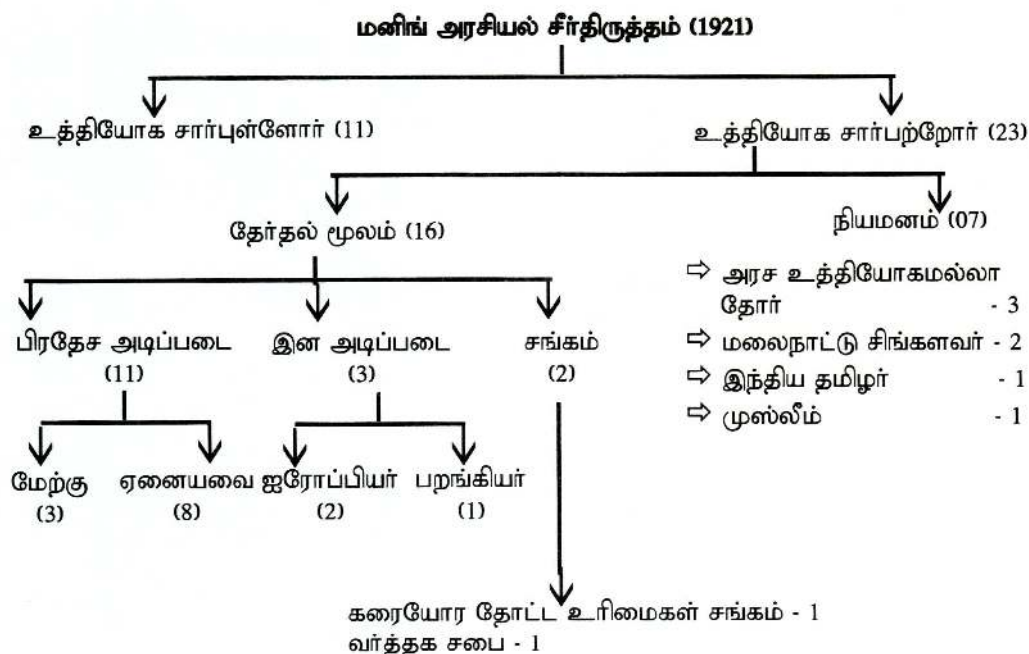 மனிங் அரசியல் சீர்திருத்தம் (1921)
உத்தியோக சார்புள்ளோர் (11)
உத்தியோக சார்பற்றோர் (23)
தேர்தல் மூலம் (16)
நியமனம் (07)
⇨ அரச உத்தியோகமல்லா
தோர் - 3
⇨ மலைநாட்டு சிங்களவர் - 2
⇨ இந்திய தமிழர் - 1
⇨ முஸ்லீம் - 1
பிரதேச அடிப்படை
(11)
இன அடிப்படை
(3)
சங்கம்
(2)
மேற்கு
(3)
ஏனையவை
(8)
ஐரோப்பியர்
(2)
பறங்கியர்
(1)
கரையோர தோட்ட உரிமைகள் சங்கம் - 1
வர்த்தக சபை - 1